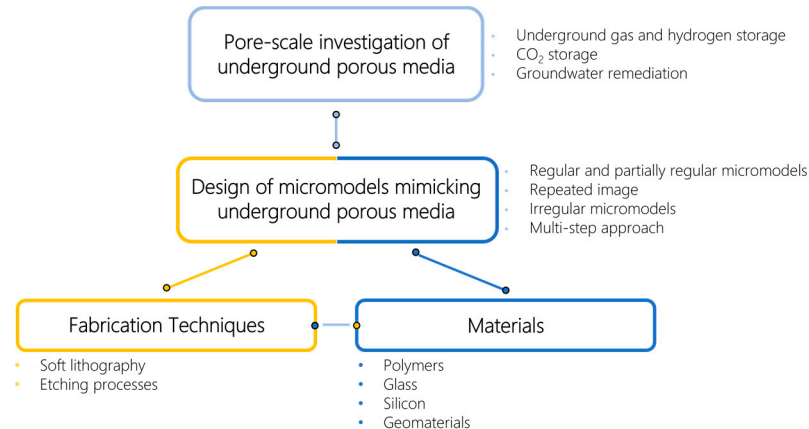 Pore-scale investigation of
underground porous media
Underground gas and hydrogen storage
CO₂ storage
Groundwater remediation
Design of micromodels mimicking
underground porous media
Regular and partially regular micromodels
Repeated image
Irregular micromodels
Multi-step approach
Fabrication Techniques
Soft lithography
Etching processes
Materials
Polymers
Glass
Silicon
Geomaterials